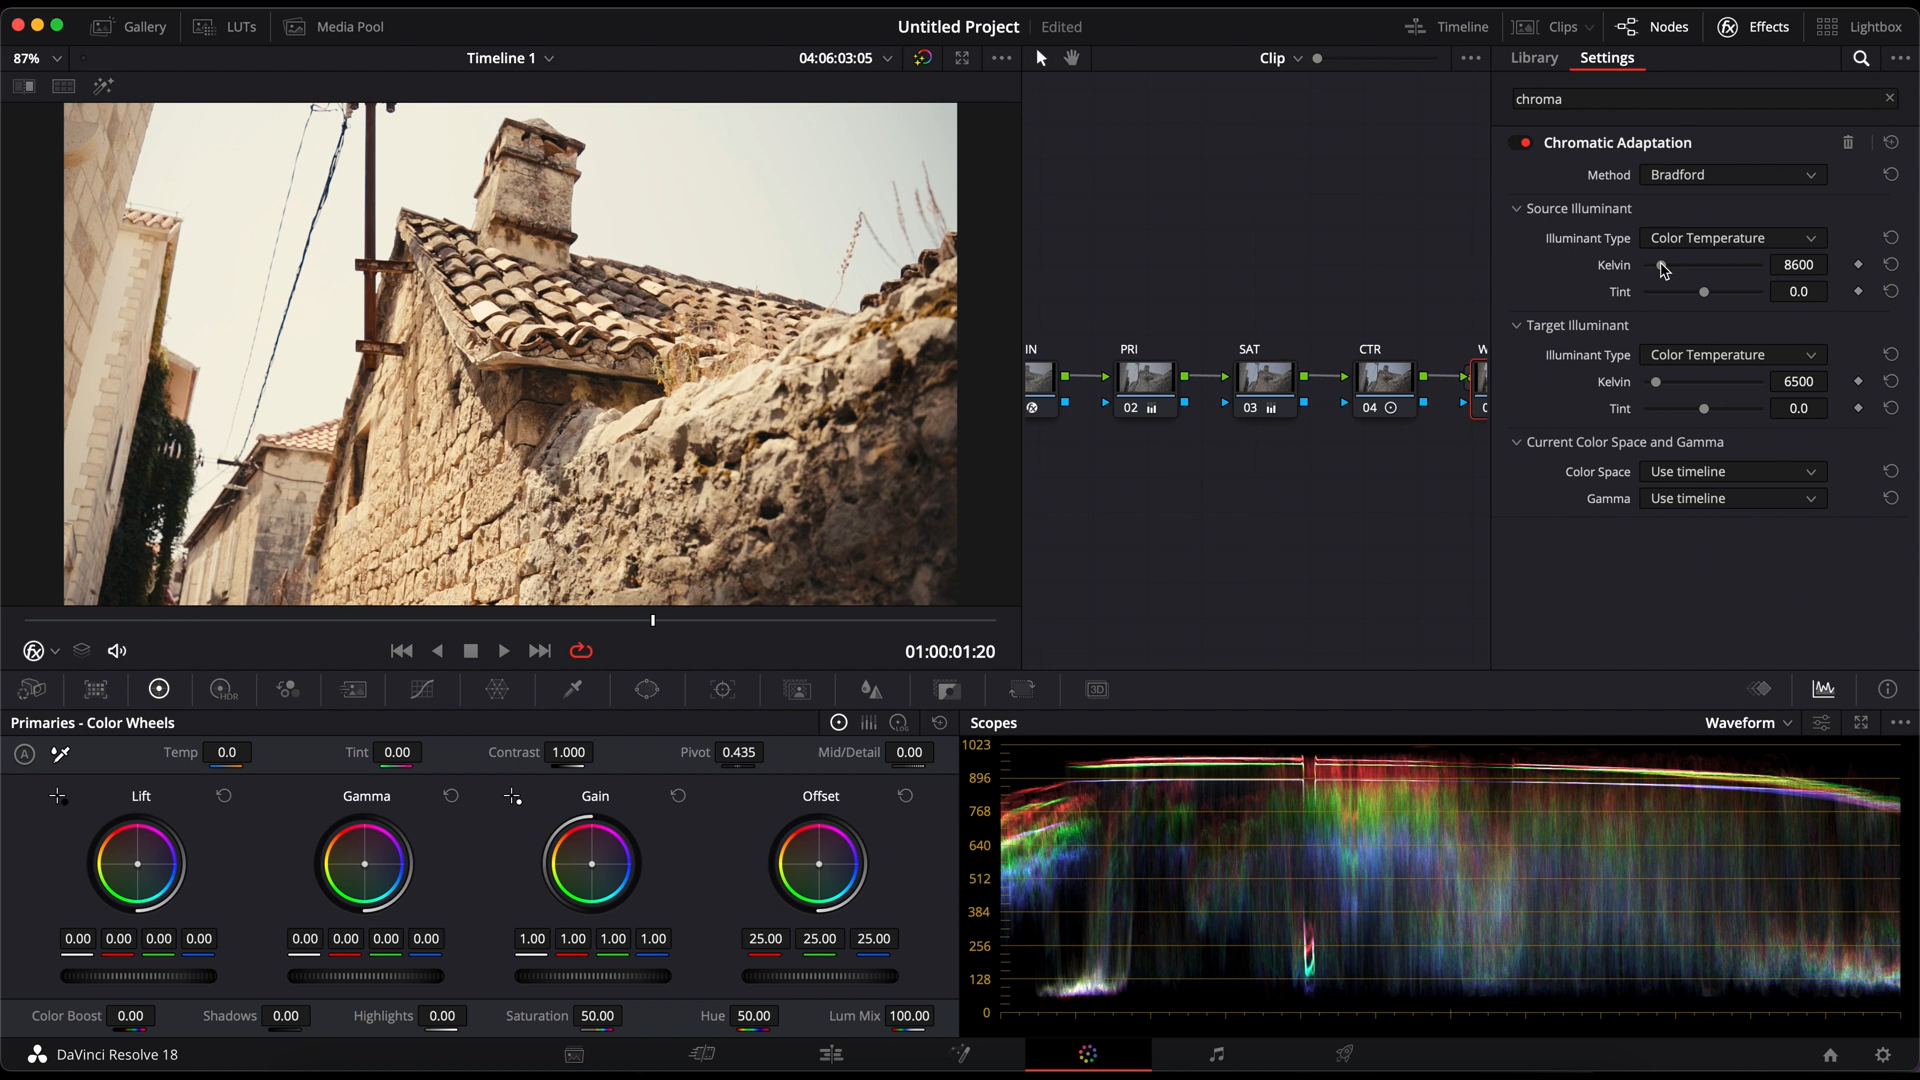 Gallery LUTs Media Pool Untitled Project Edited Timeline Clips Nodes Effects Lightbox
87% Timeline 1 04:06:03:05 Clip Library Settings
chroma
Chromatic Adaptation
Method Bradford
Source Illuminant
Illuminant Type Color Temperature
Kelvin 8600
Tint 0.0
Target Illuminant
Illuminant Type Color Temperature
Kelvin 6500
Tint 0.0
Current Color Space and Gamma
Color Space Use timeline
Gamma Use timeline
IN PRI SAT CTR W
02 03 04 0
01:00:01:20
HDR 3D
Primaries - Color Wheels LOG Scopes Waveform
A Temp 0.0 Tint 0.00 Contrast 1.000 Pivot 0.435 Mid/Detail 0.00
Lift Gamma Gain Offset
0.00 0.00 0.00 0.00 0.00 0.00 0.00 0.00 1.00 1.00 1.00 1.00 25.00 25.00 25.00
Color Boost 0.00 Shadows 0.00 Highlights 0.00 Saturation 50.00 Hue 50.00 Lum Mix 100.00
1023
896
768
640
512
384
256
128
0
DaVinci Resolve 18